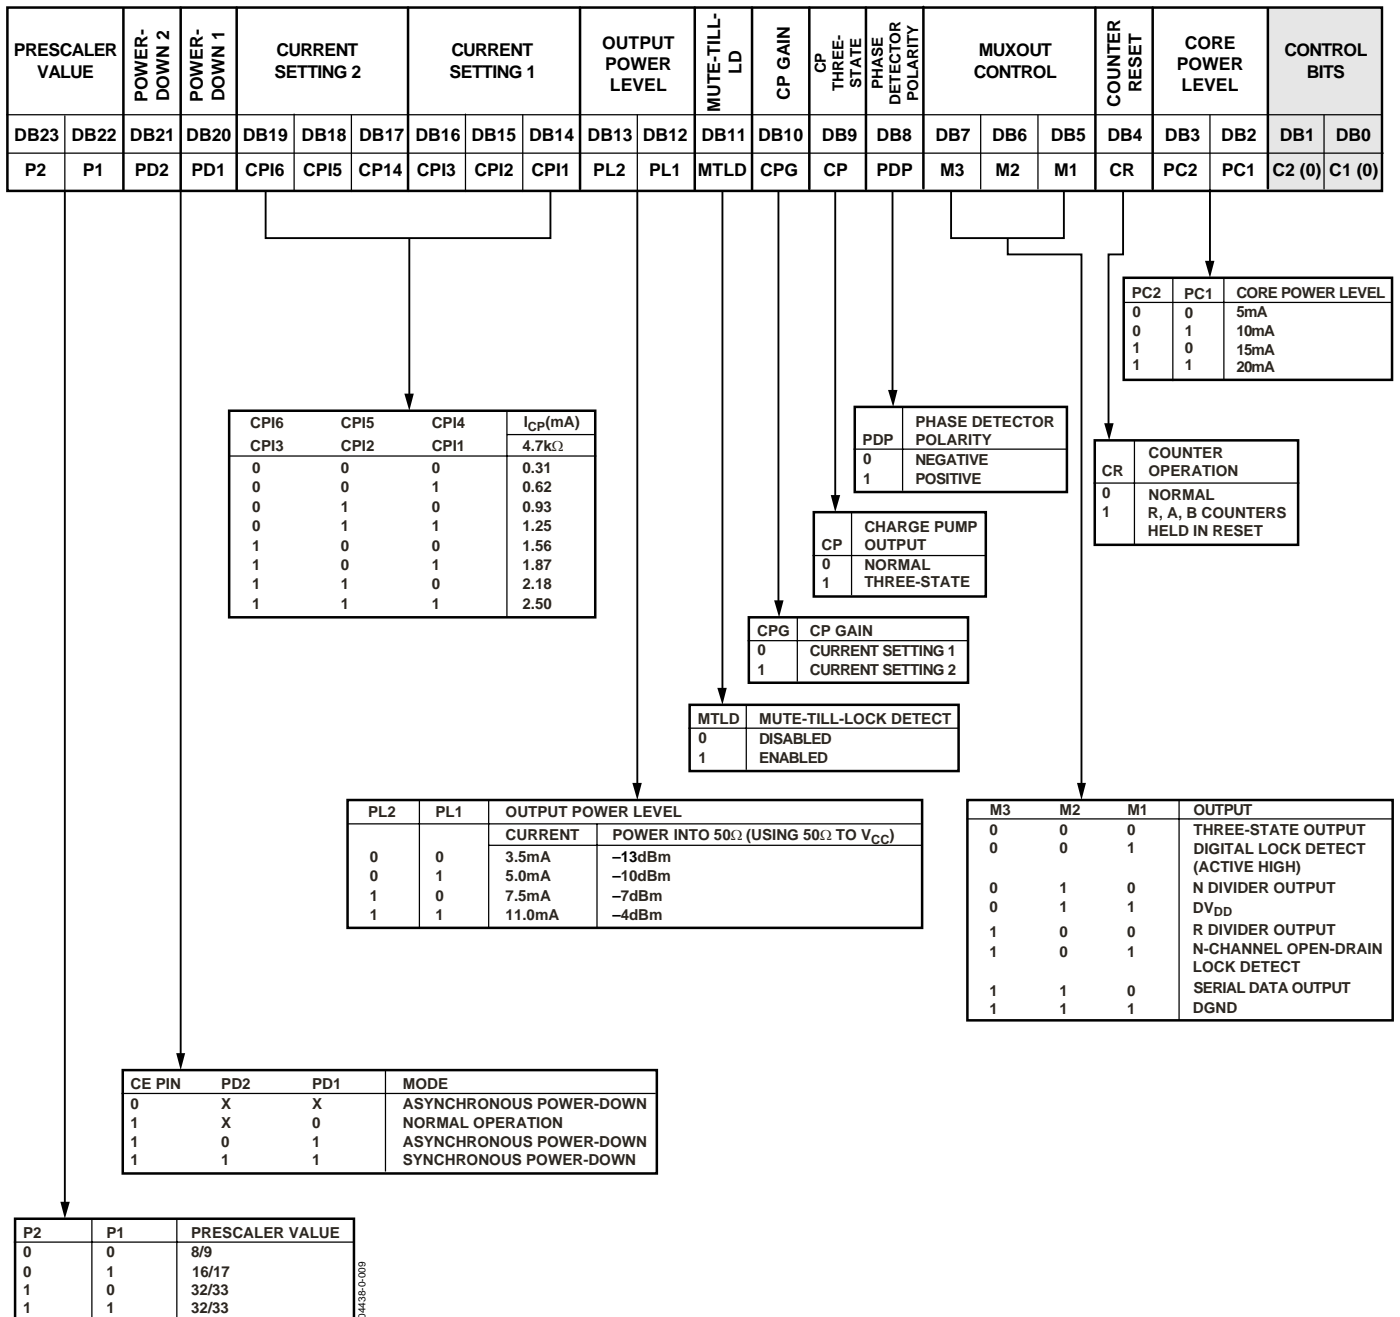 PRESCALER VALUE
POWER-DOWN 2
POWER-DOWN 1
CURRENT SETTING 2
CURRENT SETTING 1
OUTPUT POWER LEVEL
MUTE-TILL-LD
CP GAIN
CP THREE-STATE
PHASE DETECTOR POLARITY
MUXOUT CONTROL
COUNTER RESET
CORE POWER LEVEL
CONTROL BITS
DB23 DB22 DB21 DB20 DB19 DB18 DB17 DB16 DB15 DB14 DB13 DB12 DB11 DB10 DB9 DB8 DB7 DB6 DB5 DB4 DB3 DB2 DB1 DB0
P2 P1 PD2 PD1 CPI6 CPI5 CP14 CPI3 CPI2 CPI1 PL2 PL1 MTLD CPG CP PDP M3 M2 M1 CR PC2 PC1 C2 (0) C1 (0)
PC2 PC1 CORE POWER LEVEL
0 0 5mA
0 1 10mA
1 0 15mA
1 1 20mA
CPI6 CPI5 CPI4 ICP(mA)
CPI3 CPI2 CPI1 4.7kΩ
0 0 0 0.31
0 0 1 0.62
0 1 0 0.93
0 1 1 1.25
1 0 0 1.56
1 0 1 1.87
1 1 0 2.18
1 1 1 2.50
PHASE DETECTOR
PDP POLARITY
0 NEGATIVE
1 POSITIVE
COUNTER
CR OPERATION
0 NORMAL
1 R, A, B COUNTERS
HELD IN RESET
CHARGE PUMP
CP OUTPUT
0 NORMAL
1 THREE-STATE
CPG CP GAIN
0 CURRENT SETTING 1
1 CURRENT SETTING 2
MTLD MUTE-TILL-LOCK DETECT
0 DISABLED
1 ENABLED
PL2 PL1 OUTPUT POWER LEVEL
CURRENT POWER INTO 50Ω (USING 50Ω TO VCC)
0 0 3.5mA –13dBm
0 1 5.0mA –10dBm
1 0 7.5mA –7dBm
1 1 11.0mA –4dBm
M3 M2 M1 OUTPUT
0 0 0 THREE-STATE OUTPUT
0 0 1 DIGITAL LOCK DETECT
(ACTIVE HIGH)
0 1 0 N DIVIDER OUTPUT
0 1 1 DVDD
1 0 0 R DIVIDER OUTPUT
1 0 1 N-CHANNEL OPEN-DRAIN
LOCK DETECT
1 1 0 SERIAL DATA OUTPUT
1 1 1 DGND
CE PIN PD2 PD1 MODE
0 X X ASYNCHRONOUS POWER-DOWN
1 X 0 NORMAL OPERATION
1 0 1 ASYNCHRONOUS POWER-DOWN
1 1 1 SYNCHRONOUS POWER-DOWN
P2 P1 PRESCALER VALUE
0 0 8/9
0 1 16/17
1 0 32/33
1 1 32/33
04438-0-009